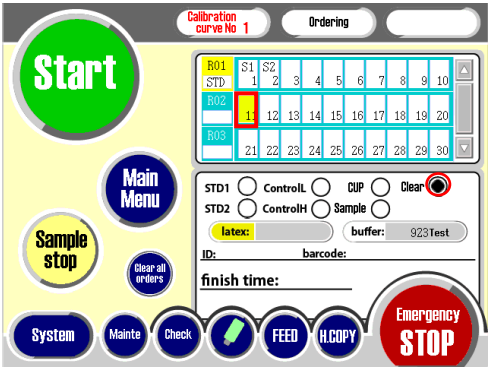 Calibration
curve No 1
Ordering
Start
R01 S1 S2
STD 1 2 3 4 5 6 7 8 9 10
R02
11 12 13 14 15 16 17 18 19 20
R03
21 22 23 24 25 26 27 28 29 30
Main
Menu
STD1 ControlL CUP Clear
STD2 ControlH Sample
latex: buffer: 923Test
Sample
stop
ID: barcode:
Clear all
orders
finish time:
System Mainte Check FEED H.COPY
Emergency
STOP